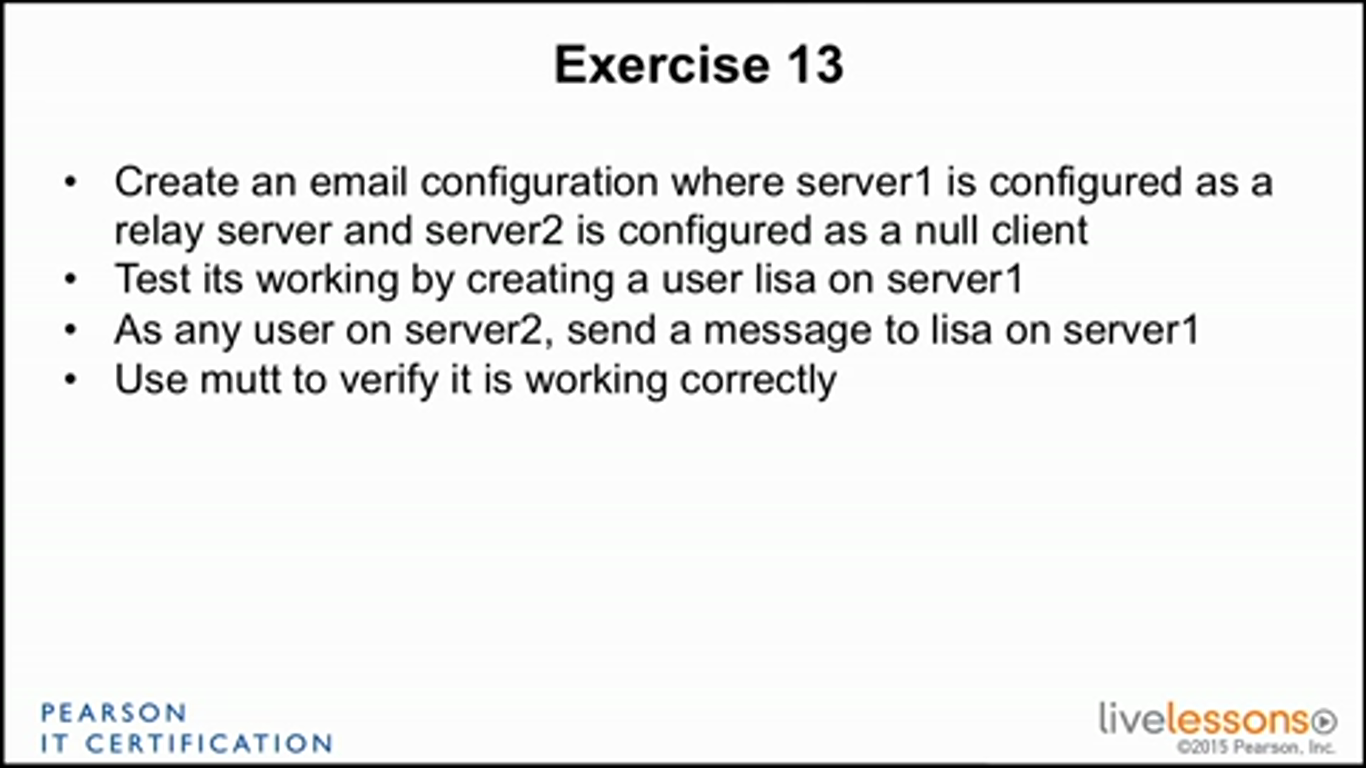 Exercise 13
• Create an email configuration where server1 is configured as a
relay server and server2 is configured as a null client
• Test its working by creating a user lisa on server1
• As any user on server2, send a message to lisa on server1
• Use mutt to verify it is working correctly
PEARSON
IT CERTIFICATION
livelessons
©2015 Pearson, Inc.